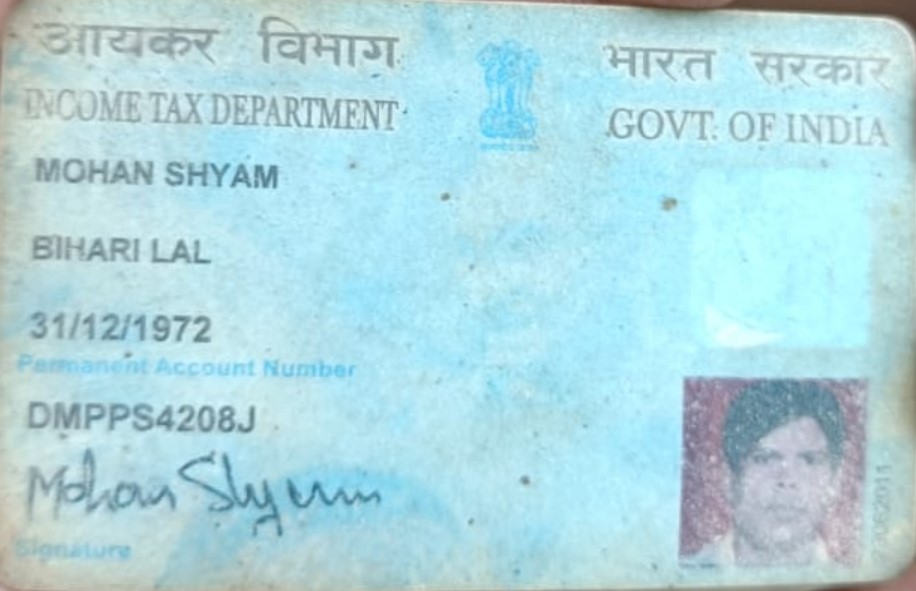 आयकर विभाग
भारत सरकार
INCOME TAX DEPARTMENT
GOVT. OF INDIA
MOHAN SHYAM
BIHARI LAL
31/12/1972
Permanent Account Number
DMPPS4208J
Mohan Shyam
Signature
23062011